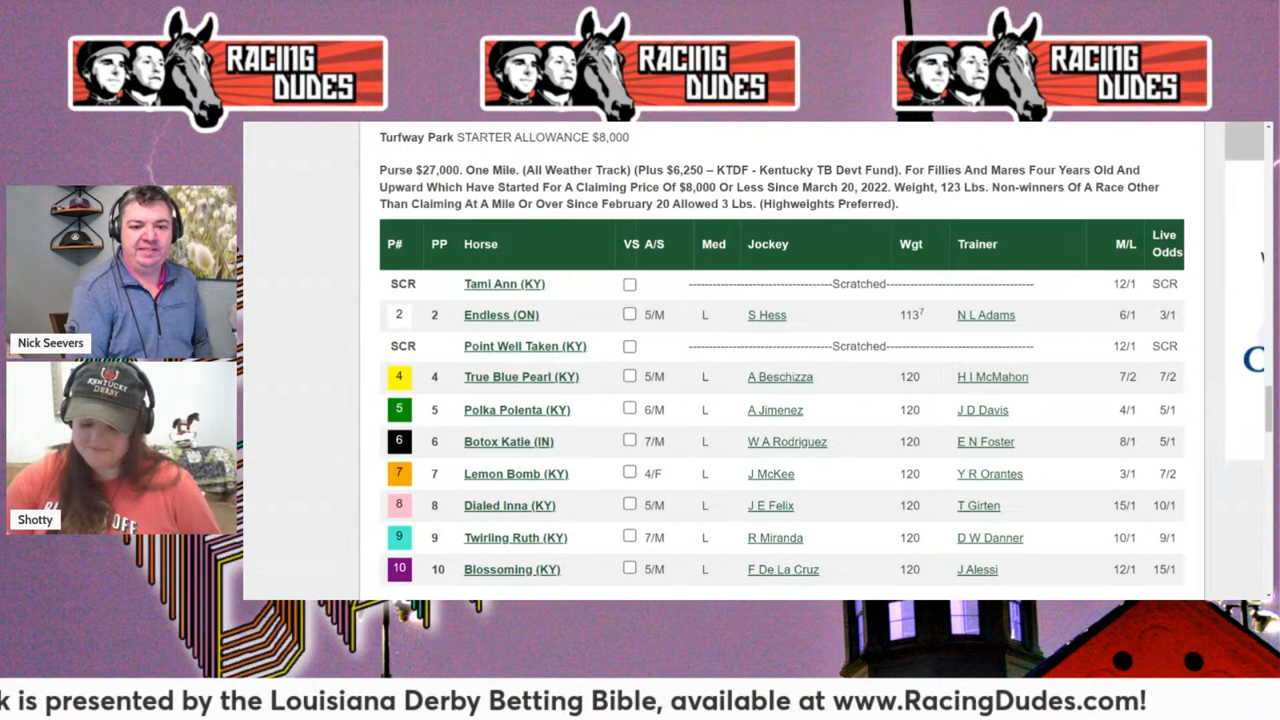 RACING
DUDES
RACING
DUDES
RACING
DUDES
Turfway Park STARTER ALLOWANCE $8,000
Purse $27,000. One Mile. (All Weather Track) (Plus $6,250 – KTDF - Kentucky TB Devt Fund). For Fillies And Mares Four Years Old And
Upward Which Have Started For A Claiming Price Of $8,000 Or Less Since March 20, 2022. Weight, 123 Lbs. Non-winners Of A Race Other
Than Claiming At A Mile Or Over Since February 20 Allowed 3 Lbs. (Highweights Preferred).
P# PP Horse VS A/S Med Jockey Wgt Trainer M/L Live Odds
SCR Tami Ann (KY) Scratched 12/1 SCR
2 2 Endless (ON) 5/M L S Hess 113⁷ N L Adams 6/1 3/1
SCR Point Well Taken (KY) Scratched 12/1 SCR
4 4 True Blue Pearl (KY) 5/M L A Beschizza 120 H I McMahon 7/2 7/2
5 5 Polka Polenta (KY) 6/M L A Jimenez 120 J D Davis 4/1 5/1
6 6 Botox Katie (IN) 7/M L W A Rodriguez 120 E N Foster 8/1 5/1
7 7 Lemon Bomb (KY) 4/F L J McKee 120 Y R Orantes 3/1 7/2
8 8 Dialed Inna (KY) 5/M L J E Felix 120 T Girten 15/1 10/1
9 9 Twirling Ruth (KY) 7/M L R Miranda 120 D W Danner 10/1 9/1
10 10 Blossoming (KY) 5/M L F De La Cruz 120 J Alessi 12/1 15/1
Nick Seevers
KENTUCKY
DERBY
OFF
Shotty
k is presented by the Louisiana Derby Betting Bible, available at www.RacingDudes.com!